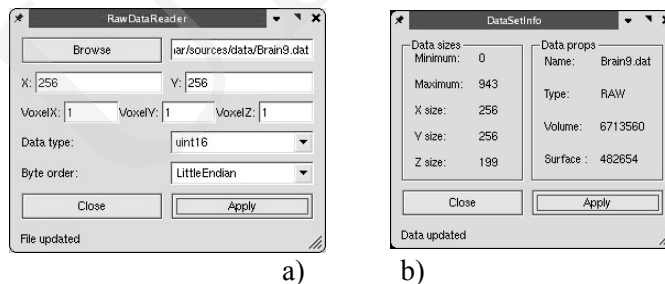 RawDataReader
Browse
ar/sources/data/Brain9.dat
X: 256 Y: 256
VoxelX: 1 VoxelY: 1 VoxelZ: 1
Data type: uint16
Byte order: LittleEndian
Close Apply
File updated
a)
DataSetInfo
Data sizes
Minimum: 0
Maximum: 943
X size: 256
Y size: 256
Z size: 199
Data props
Name: Brain9.dat
Type: RAW
Volume: 6713560
Surface : 482654
Close Apply
Data updated
b)